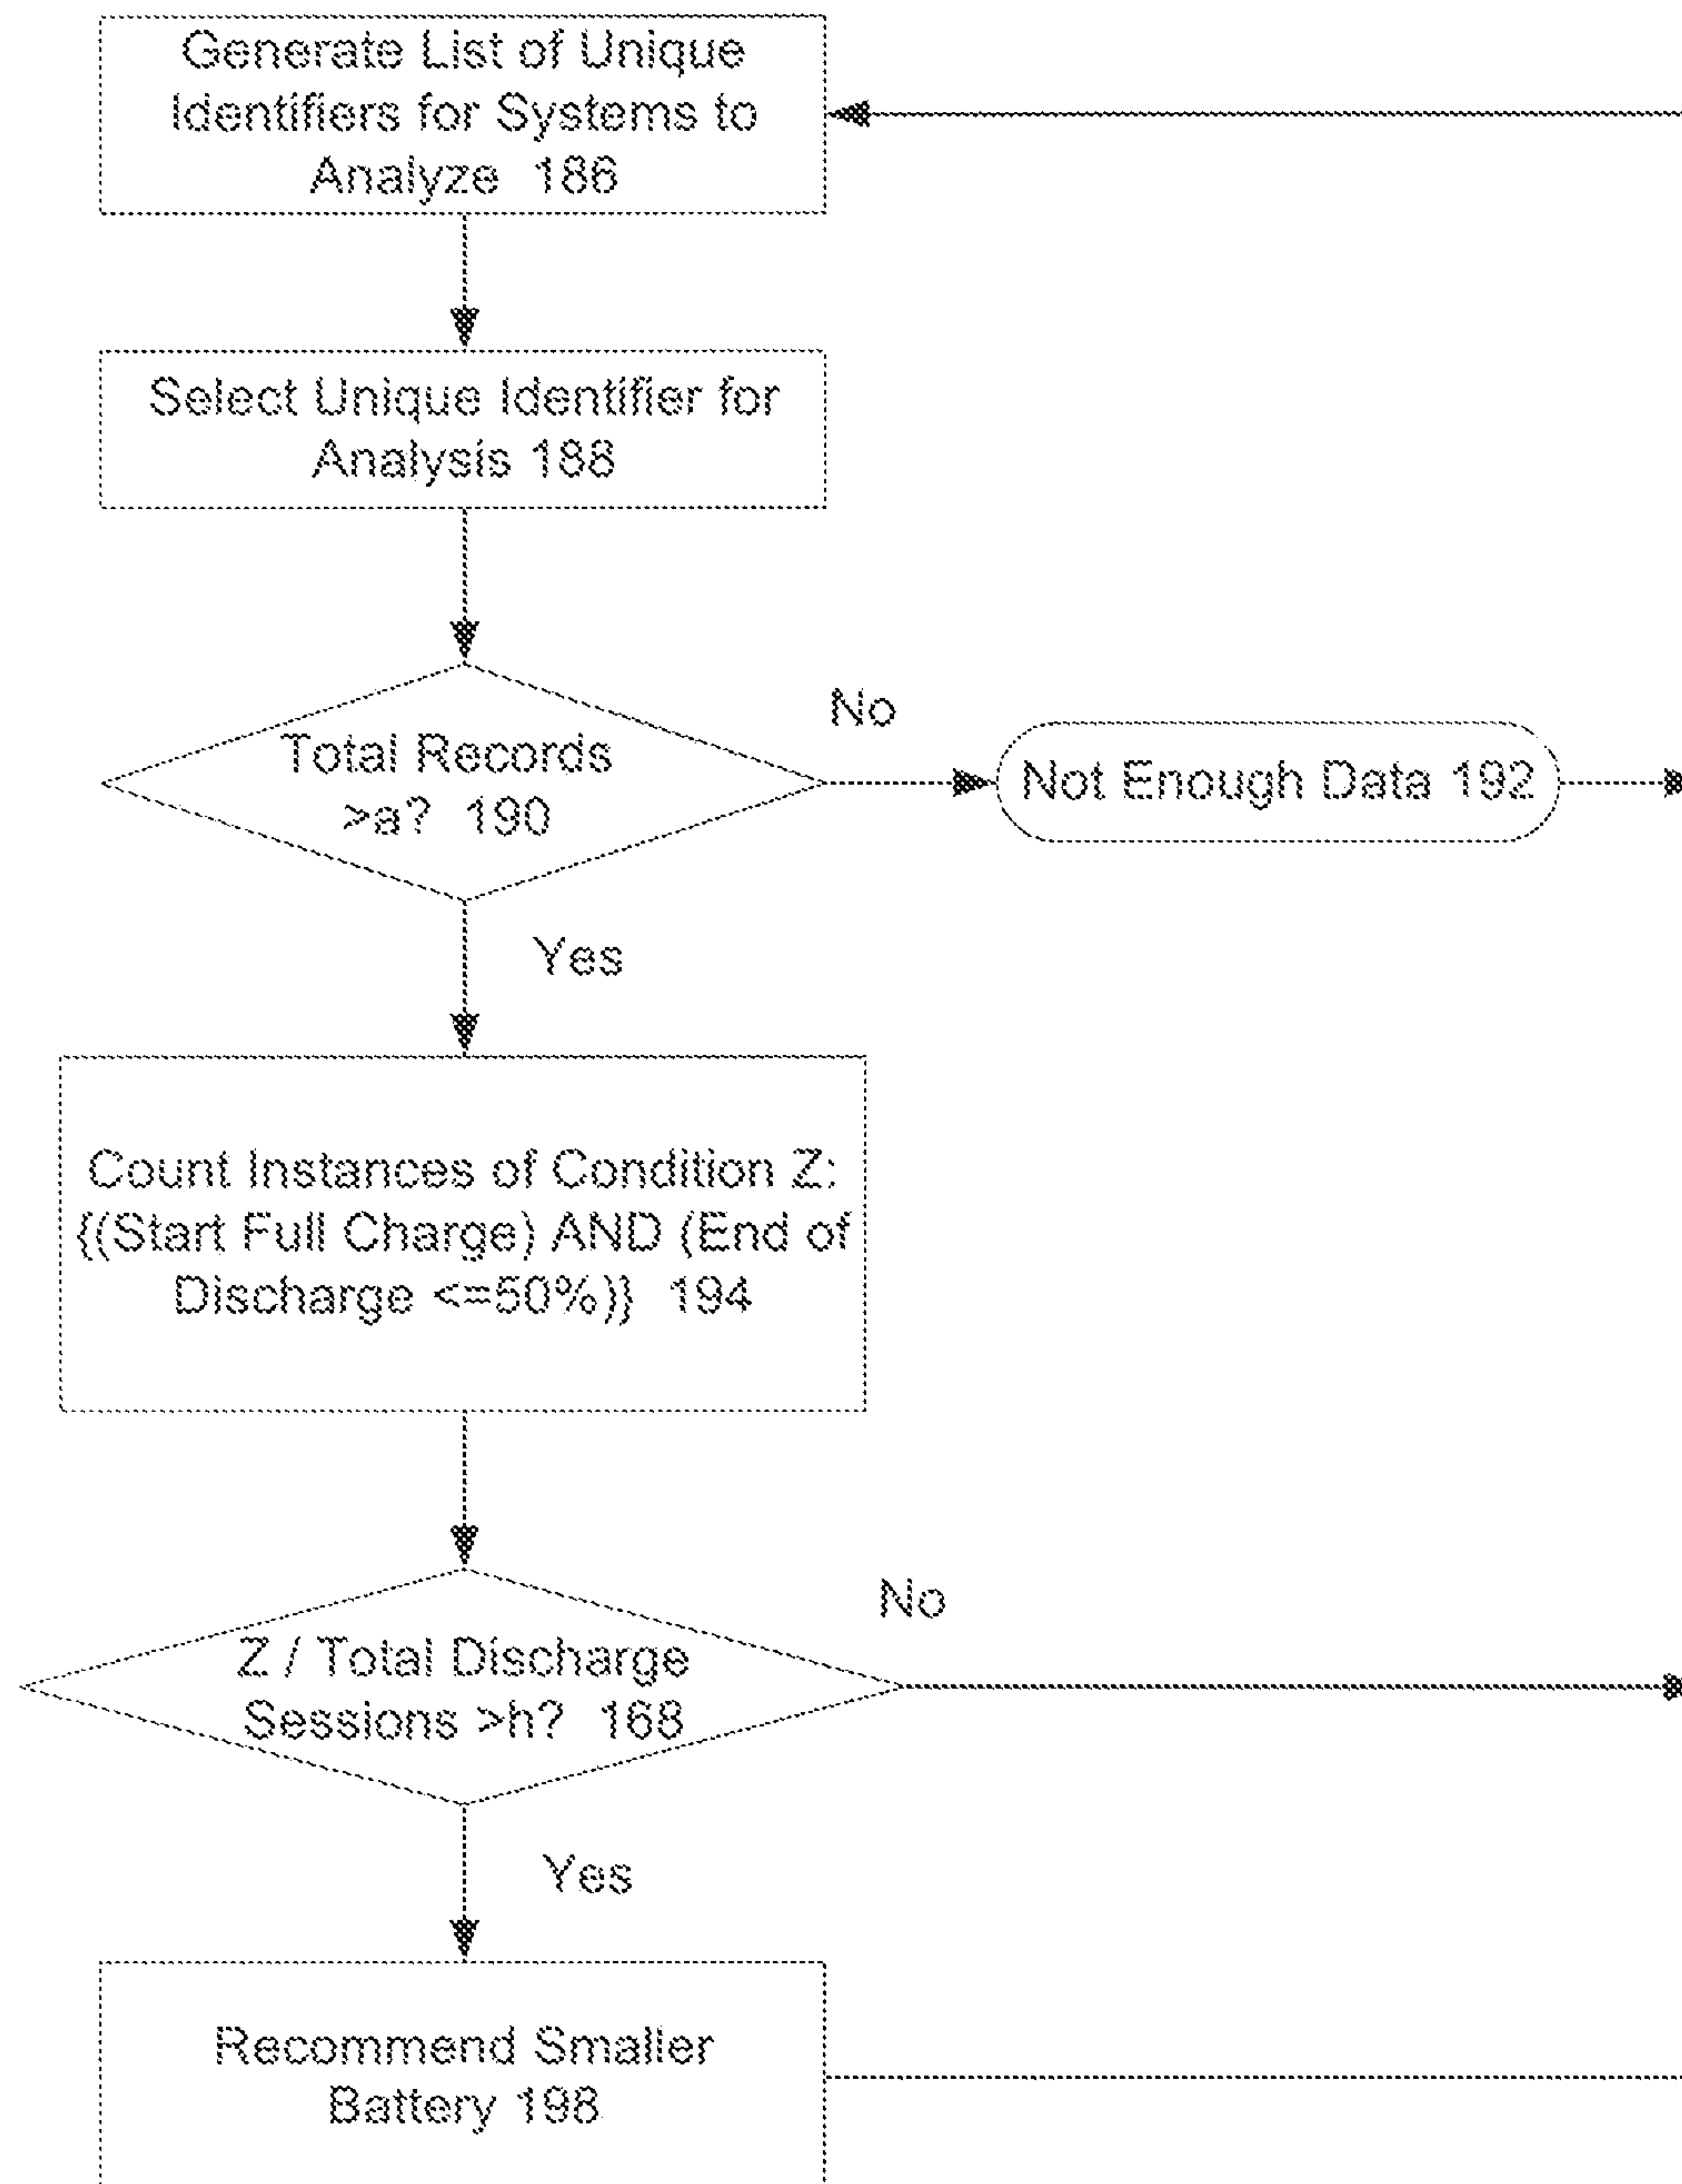 Generate List of Unique
Identifiers for Systems to
Analyze 186
Select Unique Identifier for
Analysis 188
Total Records
>a? 190
No
Not Enough Data 192
Yes
Count Instances of Condition Z:
{(Start Full Charge) AND (End of
Discharge <=50%)} 194
Z / Total Discharge
Sessions >h? 168
No
Yes
Recommend Smaller
Battery 198